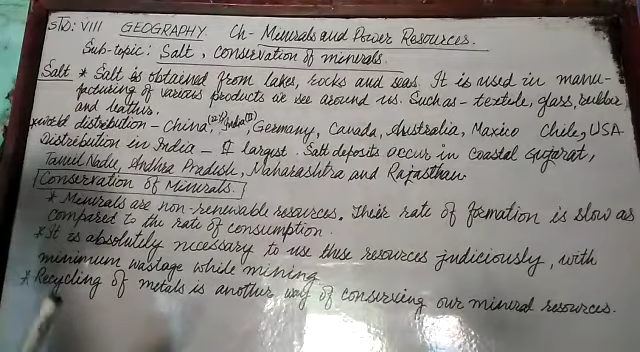 STD: VIII GEOGRAPHY Ch- Minerals and Power Resources.
Sub-topic: Salt, conservation of minerals.
Salt * Salt is obtained from lakes, rocks and seas. It is used in manu-
facturing of various products we see around us. Such as - textile, glass, rubber
and leather.
* World distribution - China, India (II), Germany, Canada, Australia, Maxico Chile, USA
Distribution in India - II largest. Salt deposits occur in coastal Gujarat,
Tamil Nadu, Andhra Pradesh, Maharashtra and Rajasthan
Conservation of Minerals.
* Minerals are non-renewable resources. Their rate of formation is slow as
compared to the rate of consumption.
* It is absolutely necessary to use these resources judiciously, with
minimum wastage while mining
* Recycling of metals is another way of conserving our mineral resources.